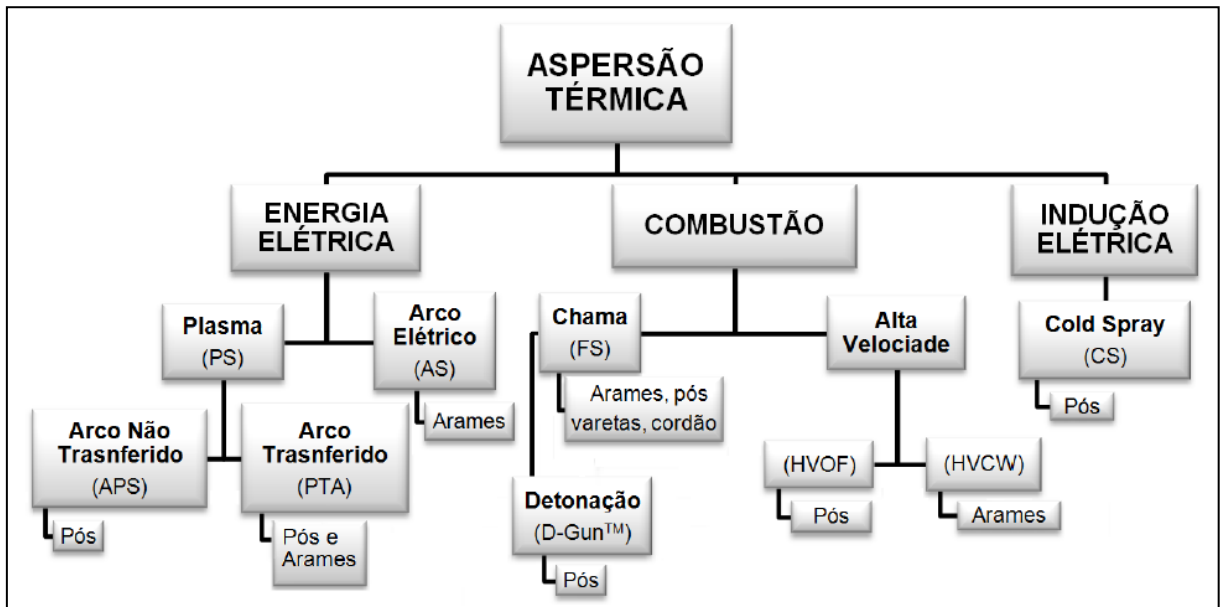 ASPERSÃO
TÉRMICA
ENERGIA
ELÉTRICA
COMBUSTÃO
INDUÇÃO
ELÉTRICA
Plasma
(PS)
Arco
Elétrico
(AS)
Arames
Arco Não
Trasnferido
(APS)
Pós
Arco
Trasnferido
(PTA)
Pós e
Arames
Chama
(FS)
Arames, pós
varetas, cordão
Detonação
(D-Gun™)
Pós
Alta
Velociade
(HVOF)
Pós
(HVCW)
Arames
Cold Spray
(CS)
Pós